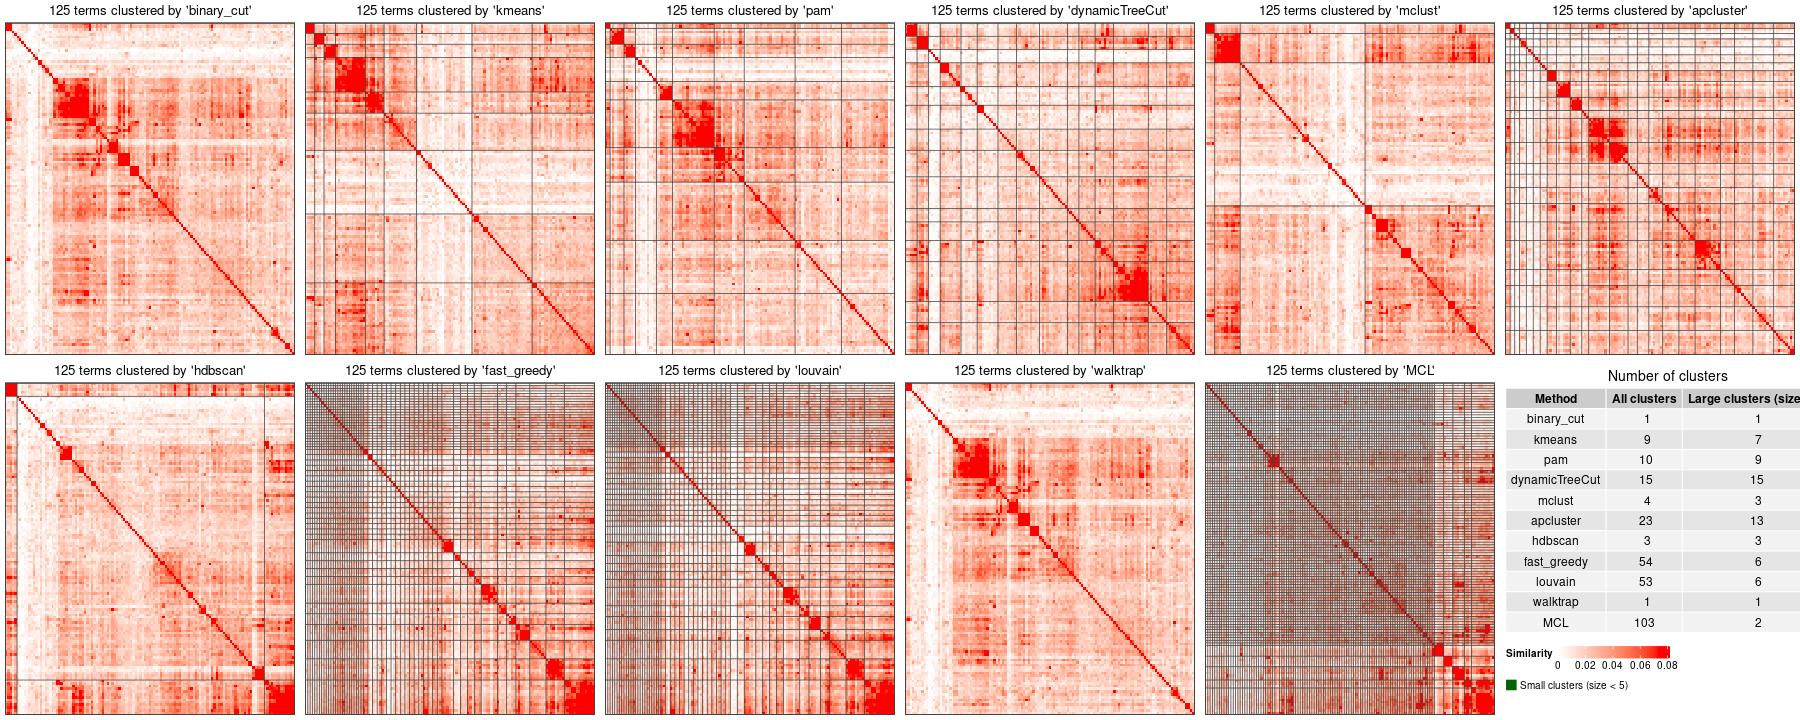 125 terms clustered by 'binary_cut'
125 terms clustered by 'kmeans'
125 terms clustered by 'pam'
125 terms clustered by 'dynamicTreeCut'
125 terms clustered by 'mclust'
125 terms clustered by 'apcluster'
125 terms clustered by 'hdbscan'
125 terms clustered by 'fast_greedy'
125 terms clustered by 'louvain'
125 terms clustered by 'walktrap'
125 terms clustered by 'MCL'
Number of clusters
Method All clusters Large clusters (size
binary_cut 1 1
kmeans 9 7
pam 10 9
dynamicTreeCut 15 15
mclust 4 3
apcluster 23 13
hdbscan 3 3
fast_greedy 54 6
louvain 53 6
walktrap 1 1
MCL 103 2
Similarity
0 0.02 0.04 0.06 0.08
Small clusters (size < 5)